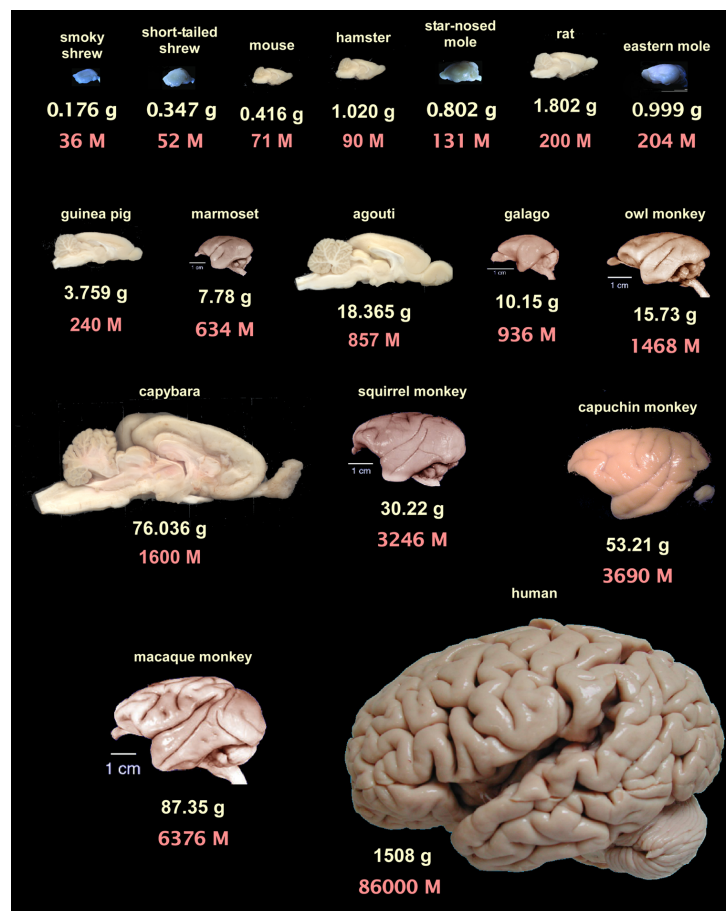 smoky
shrew
short-tailed
shrew
mouse
hamster
star-nosed
mole
rat
eastern mole
0.176 g
0.347 g
0.416 g
1.020 g
0.802 g
1.802 g
0.999 g
36 M
52 M
71 M
90 M
131 M
200 M
204 M
guinea pig
marmoset
agouti
galago
owl monkey
1 cm
1 cm
1 cm
3.759 g
7.78 g
18.365 g
10.15 g
15.73 g
240 M
634 M
857 M
936 M
1468 M
capybara
squirrel monkey
capuchin monkey
1 cm
76.036 g
30.22 g
53.21 g
1600 M
3246 M
3690 M
human
macaque monkey
1 cm
87.35 g
6376 M
1508 g
86000 M